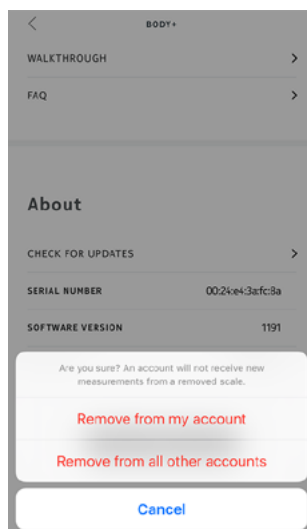 BODY+
WALKTHROUGH
FAQ
About
CHECK FOR UPDATES
SERIAL NUMBER 00:24:e4:3a:fc:8a
SOFTWARE VERSION 1191
Are you sure? An account will not receive new
measurements from a removed scale.
Remove from my account
Remove from all other accounts
Cancel